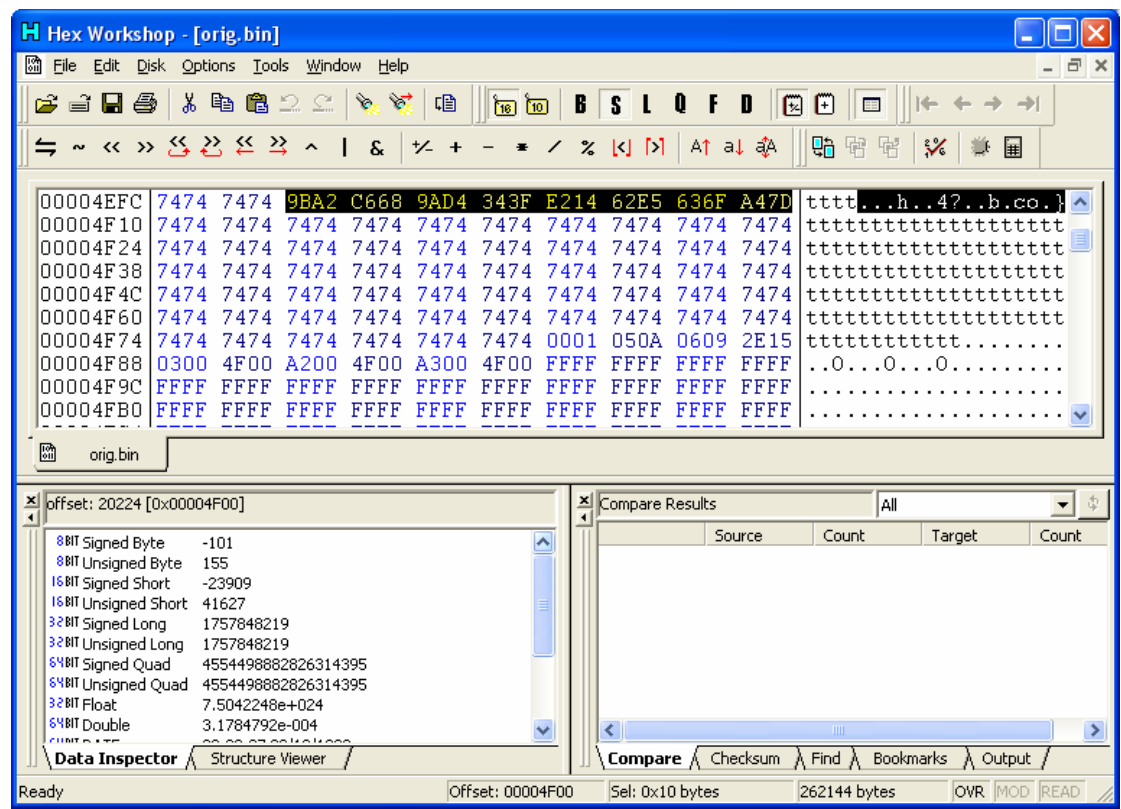 Hex Workshop - [orig.bin]
File Edit Disk Options Tools Window Help
16 10 B S L Q F D
A↑ a↓
00004EFC 7474 7474 9BA2 C668 9AD4 343F E214 62E5 636F A47D tttt...h..4?..b.co.}
00004F10 7474 7474 7474 7474 7474 7474 7474 7474 7474 7474 tttttttttttttttttttt
00004F24 7474 7474 7474 7474 7474 7474 7474 7474 7474 7474 tttttttttttttttttttt
00004F38 7474 7474 7474 7474 7474 7474 7474 7474 7474 7474 tttttttttttttttttttt
00004F4C 7474 7474 7474 7474 7474 7474 7474 7474 7474 7474 tttttttttttttttttttt
00004F60 7474 7474 7474 7474 7474 7474 7474 7474 7474 7474 tttttttttttttttttttt
00004F74 7474 7474 7474 7474 7474 7474 0001 050A 0609 2E15 tttttttttttt........
00004F88 0300 4F00 A200 4F00 A300 4F00 FFFF FFFF FFFF FFFF ..O...O...O.........
00004F9C FFFF FFFF FFFF FFFF FFFF FFFF FFFF FFFF FFFF FFFF ....................
00004FB0 FFFF FFFF FFFF FFFF FFFF FFFF FFFF FFFF FFFF FFFF ....................
orig.bin
offset: 20224 [0x00004F00]
8BIT Signed Byte -101
8BIT Unsigned Byte 155
16BIT Signed Short -23909
16BIT Unsigned Short 41627
32BIT Signed Long 1757848219
32BIT Unsigned Long 1757848219
64BIT Signed Quad 4554498882826314395
64BIT Unsigned Quad 4554498882826314395
32BIT Float 7.5042248e+024
64BIT Double 3.1784792e-004
Data Inspector Structure Viewer
Compare Results All
Source Count Target Count
Compare Checksum Find Bookmarks Output
Ready Offset: 00004F00 Sel: 0x10 bytes 262144 bytes OVR MOD READ